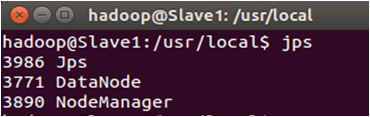 hadoop@Slave1: /usr/local
hadoop@Slave1:/usr/local$ jps
3986 Jps
3771 DataNode
3890 NodeManager